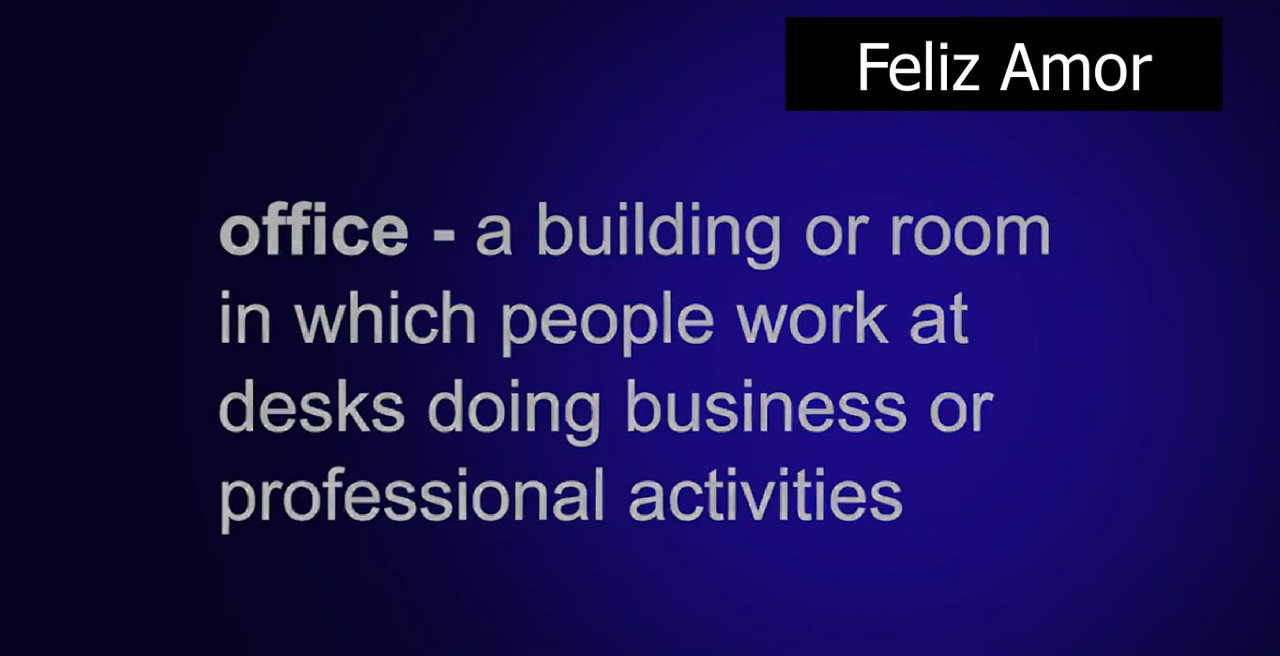 Feliz Amor
office - a building or room
in which people work at
desks doing business or
professional activities